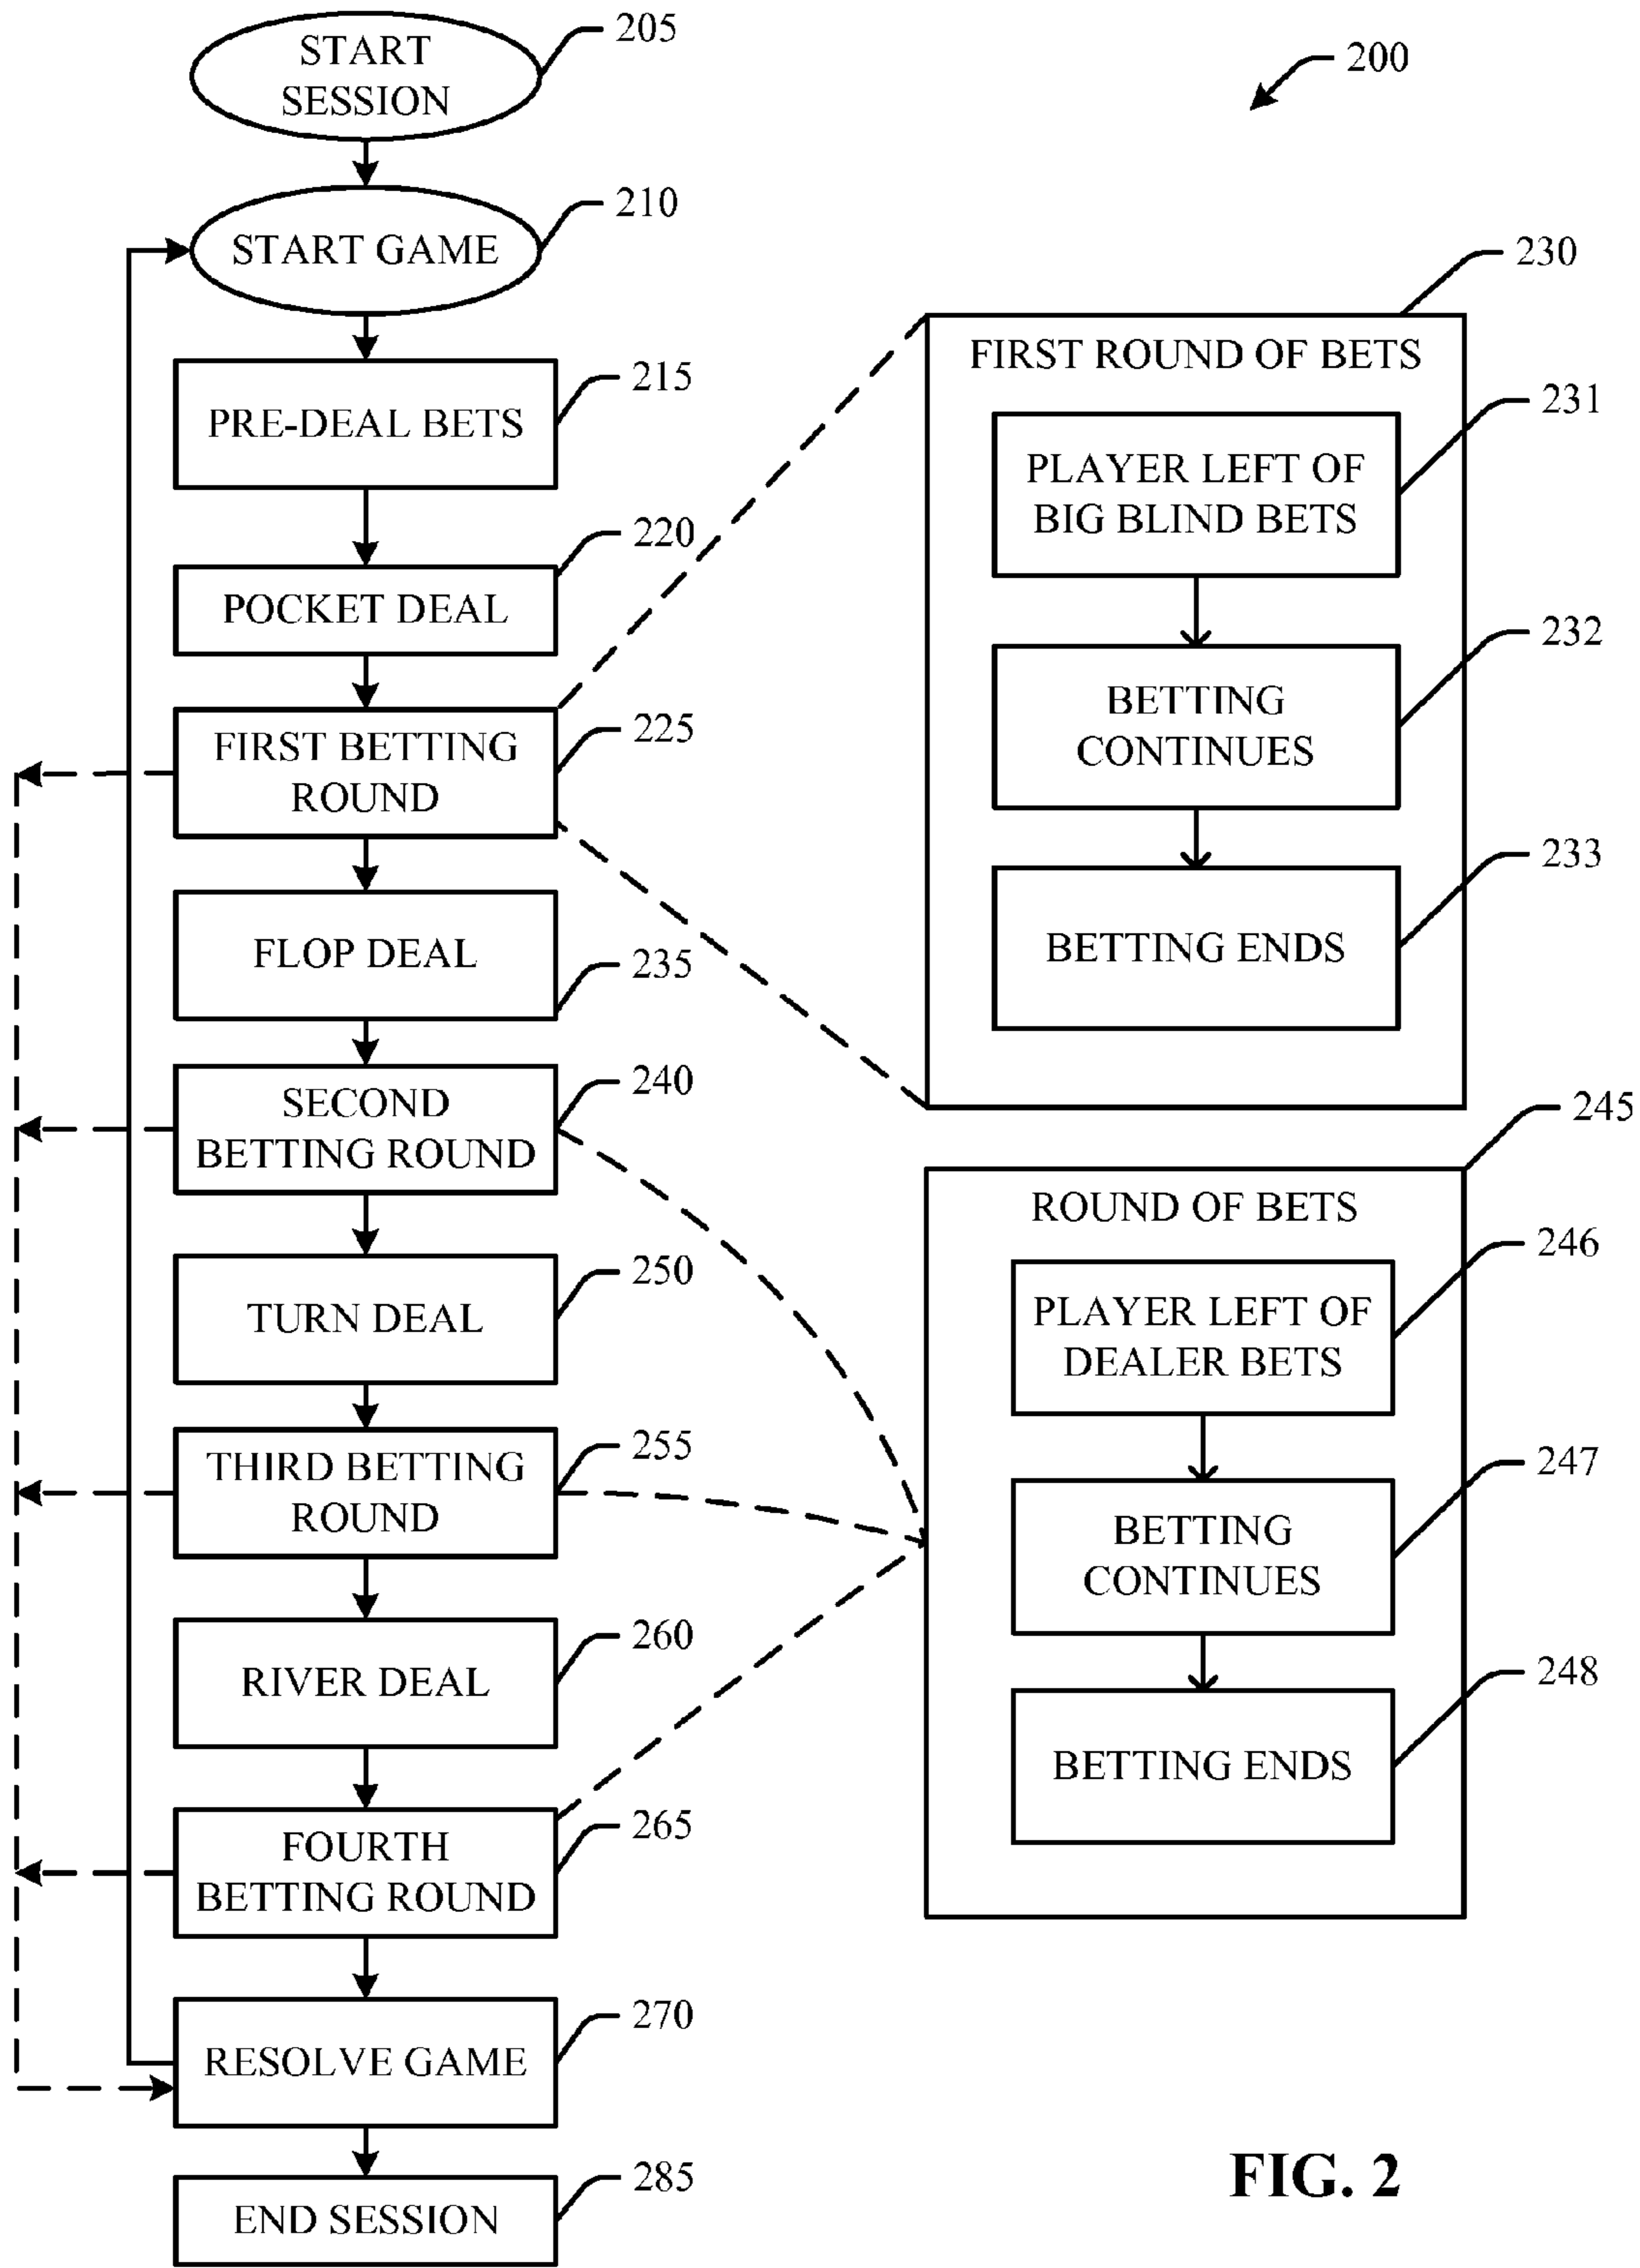 START
SESSION
205
200
START GAME
210
PRE-DEAL BETS
215
POCKET DEAL
220
FIRST BETTING
ROUND
225
FLOP DEAL
235
SECOND
BETTING ROUND
240
TURN DEAL
250
THIRD BETTING
ROUND
255
RIVER DEAL
260
FOURTH
BETTING ROUND
265
RESOLVE GAME
270
END SESSION
285
230
FIRST ROUND OF BETS
231
PLAYER LEFT OF
BIG BLIND BETS
232
BETTING
CONTINUES
233
BETTING ENDS
245
ROUND OF BETS
246
PLAYER LEFT OF
DEALER BETS
247
BETTING
CONTINUES
248
BETTING ENDS
FIG. 2